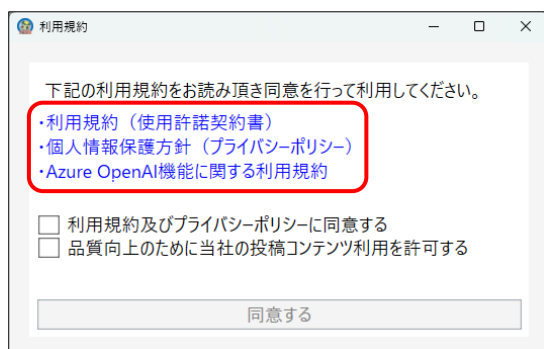 利用規約
下記の利用規約をお読み頂き同意を行って利用してください。
・利用規約（使用許諾契約書）
・個人情報保護方針（プライバシーポリシー）
・Azure OpenAI機能に関する利用規約
利用規約及びプライバシーポリシーに同意する
品質向上のために当社の投稿コンテンツ利用を許可する
同意する